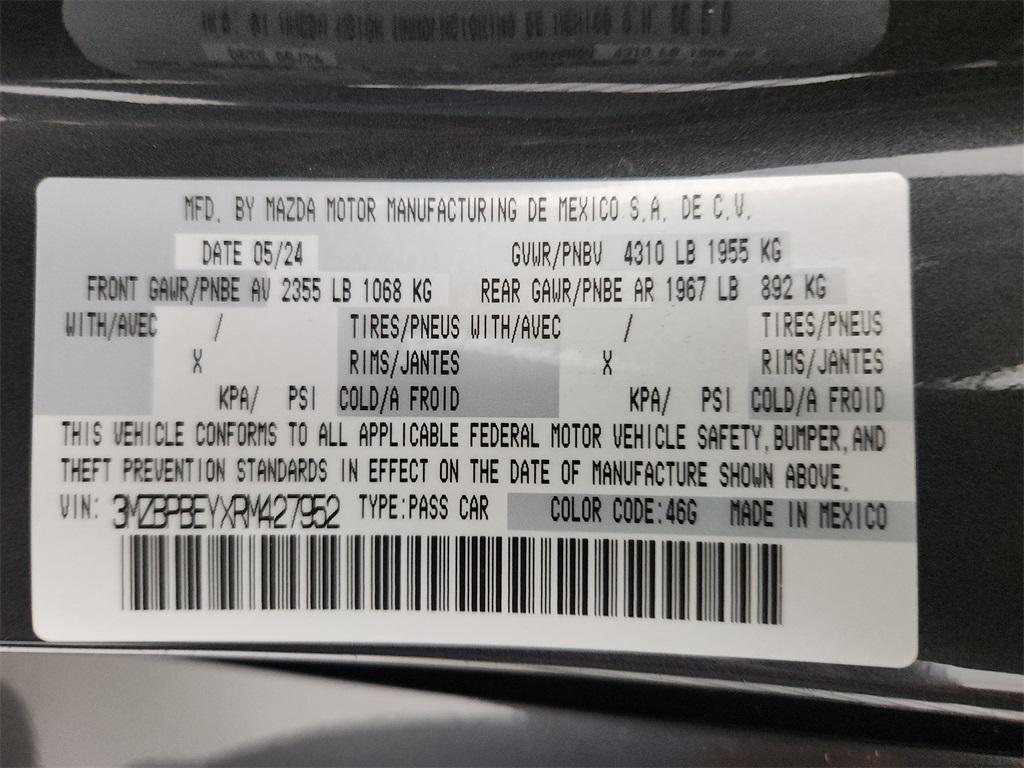 MFD. BY MAZDA MOTOR MANUFACTURING DE MEXICO S.A. DE C.V.
DATE 05/24 GVWR/PNBV 4310 LB 1955 KG
FRONT GAWR/PNBE AV 2355 LB 1068 KG REAR GAWR/PNBE AR 1967 LB 892 KG
WITH/AVEC / TIRES/PNEUS WITH/AVEC / TIRES/PNEUS
X RIMS/JANTES X RIMS/JANTES
KPA/ PSI COLD/A FROID KPA/ PSI COLD/A FROID
THIS VEHICLE CONFORMS TO ALL APPLICABLE FEDERAL MOTOR VEHICLE SAFETY, BUMPER, AND
THEFT PREVENTION STANDARDS IN EFFECT ON THE DATE OF MANUFACTURE SHOWN ABOVE.
VIN: 3MZBPBEYXRM427952 TYPE:PASS CAR COLOR CODE:46G MADE IN MEXICO